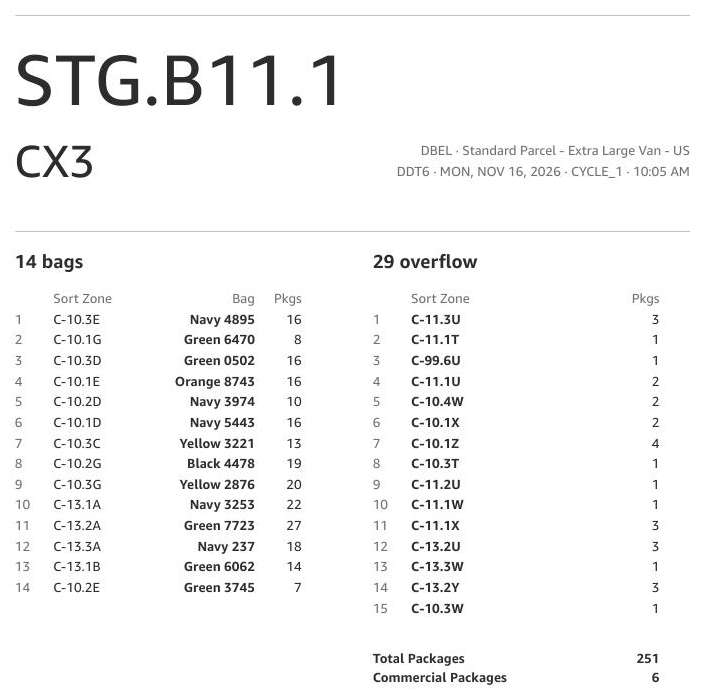 STG.B11.1
CX3
DBEL · Standard Parcel - Extra Large Van - US
DDT6 · MON, NOV 16, 2026 · CYCLE_1 · 10:05 AM
14 bags
Sort Zone Bag Pkgs
1 C-10.3E Navy 4895 16
2 C-10.1G Green 6470 8
3 C-10.3D Green 0502 16
4 C-10.1E Orange 8743 16
5 C-10.2D Navy 3974 10
6 C-10.1D Navy 5443 16
7 C-10.3C Yellow 3221 13
8 C-10.2G Black 4478 19
9 C-10.3G Yellow 2876 20
10 C-13.1A Navy 3253 22
11 C-13.2A Green 7723 27
12 C-13.3A Navy 237 18
13 C-13.1B Green 6062 14
14 C-10.2E Green 3745 7
29 overflow
Sort Zone Pkgs
1 C-11.3U 3
2 C-11.1T 1
3 C-99.6U 1
4 C-11.1U 2
5 C-10.4W 2
6 C-10.1X 2
7 C-10.1Z 4
8 C-10.3T 1
9 C-11.2U 1
10 C-11.1W 1
11 C-11.1X 3
12 C-13.2U 3
13 C-13.3W 1
14 C-13.2Y 3
15 C-10.3W 1
Total Packages 251
Commercial Packages 6